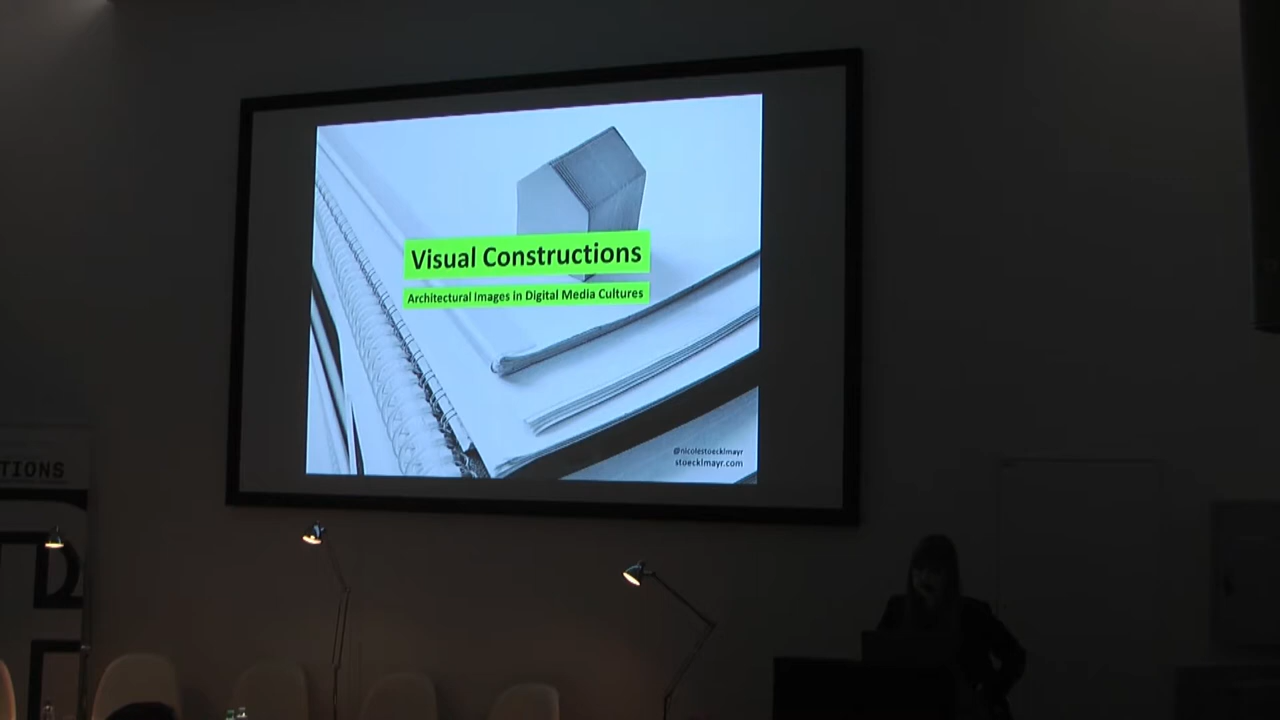 Visual Constructions
Architectural Images in Digital Media Cultures
@nicolestoecklmayr
stoecklmayr.com
TIONS